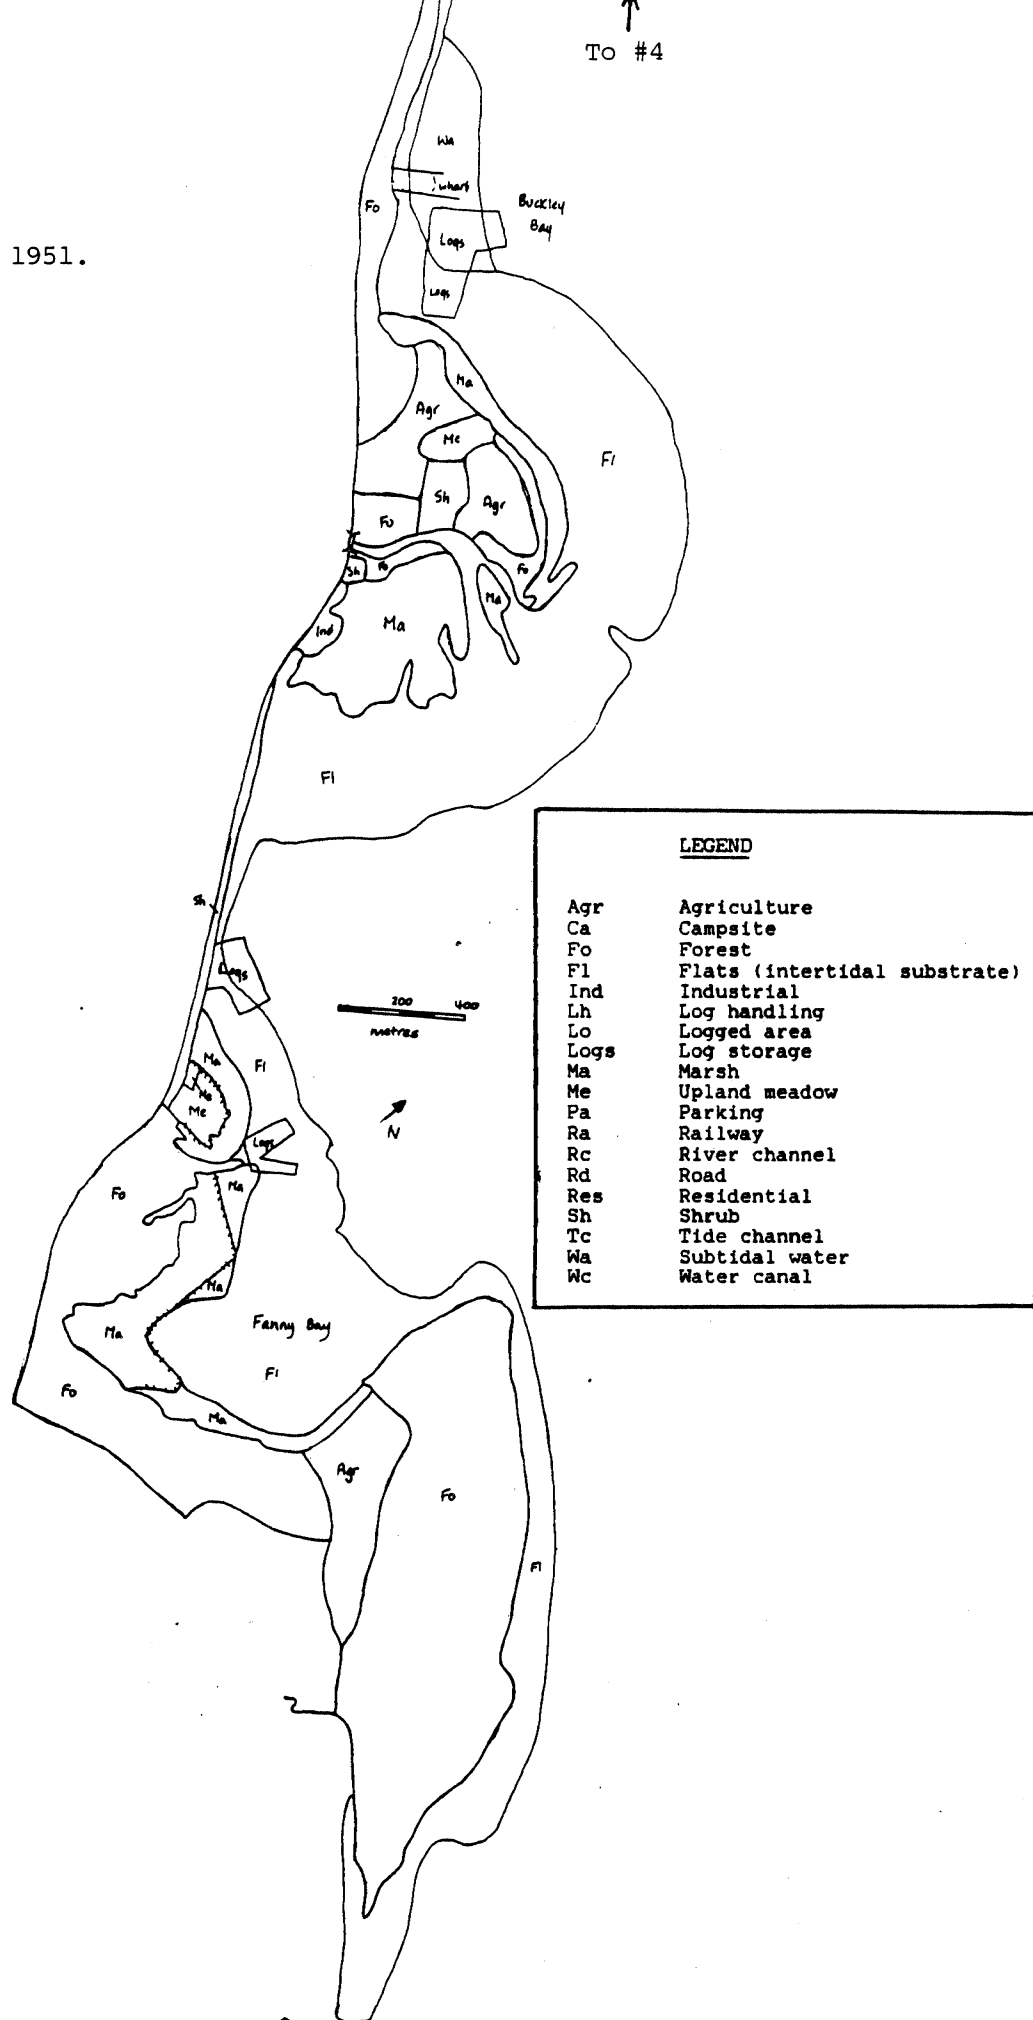 To #4
Wa
wharf
Fo
Buckley
Bay
Logs
1951.
Logs
Ma
Agr
Me
Fl
Sh
Agr
Fo
Sh
Fo
Fo
Ma
Ind
Ma
Fl
LEGEND
Agr Agriculture
Ca Campsite
Fo Forest
Fl Flats (intertidal substrate)
Ind Industrial
Lh Log handling
Lo Logged area
Logs Log storage
Ma Marsh
Me Upland meadow
Pa Parking
Ra Railway
Rc River channel
Rd Road
Res Residential
Sh Shrub
Tc Tide channel
Wa Subtidal water
Wc Water canal
Sh
Logs
200 400
metres
Ma
Fl
Me
N
Logs
Fo
Ma
Ma
Fanny Bay
Ma
Fl
Fo
Ma
Agr
Fo
Fl